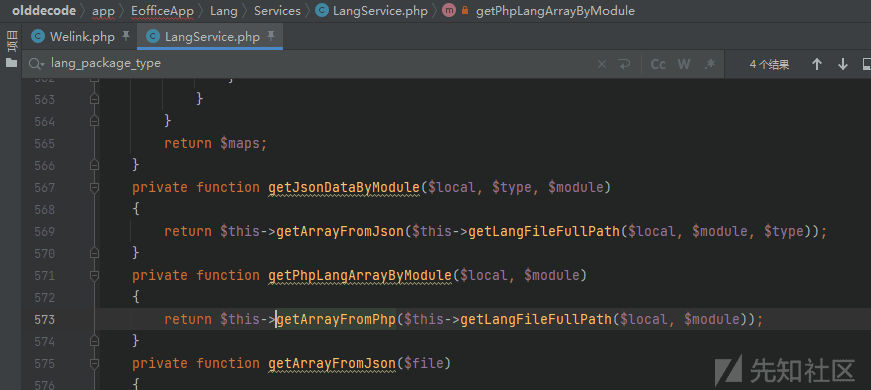 olddecode > app > EofficeApp > Lang > Services > LangService.php > m getPhpLangArrayByModule
项目
Welink.php LangService.php
lang_package_type Cc W .* 4 个结果
563 }
564 }
565 return $maps;
566 }
567 private function getJsonDataByModule($local, $type, $module)
568 {
569 return $this->getArrayFromJson($this->getLangFileFullPath($local, $module, $type));
570 }
571 private function getPhpLangArrayByModule($local, $module)
572 {
573 return $this->getArrayFromPhp($this->getLangFileFullPath($local, $module));
574 }
575 private function getArrayFromJson($file)
576 {
先知社区